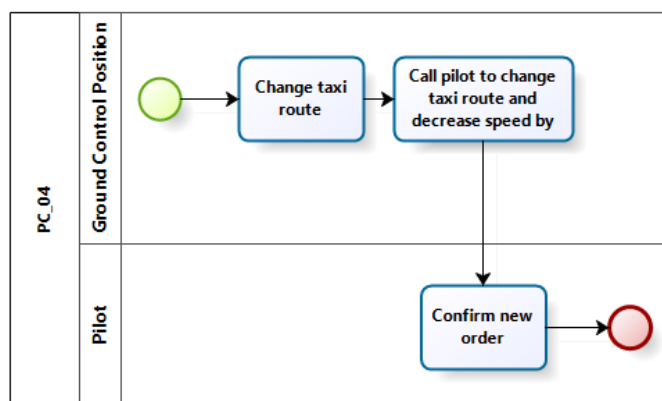 PC_04
Ground Control Position
Change taxi
route
Call pilot to change
taxi route and
decrease speed by
Pilot
Confirm new
order